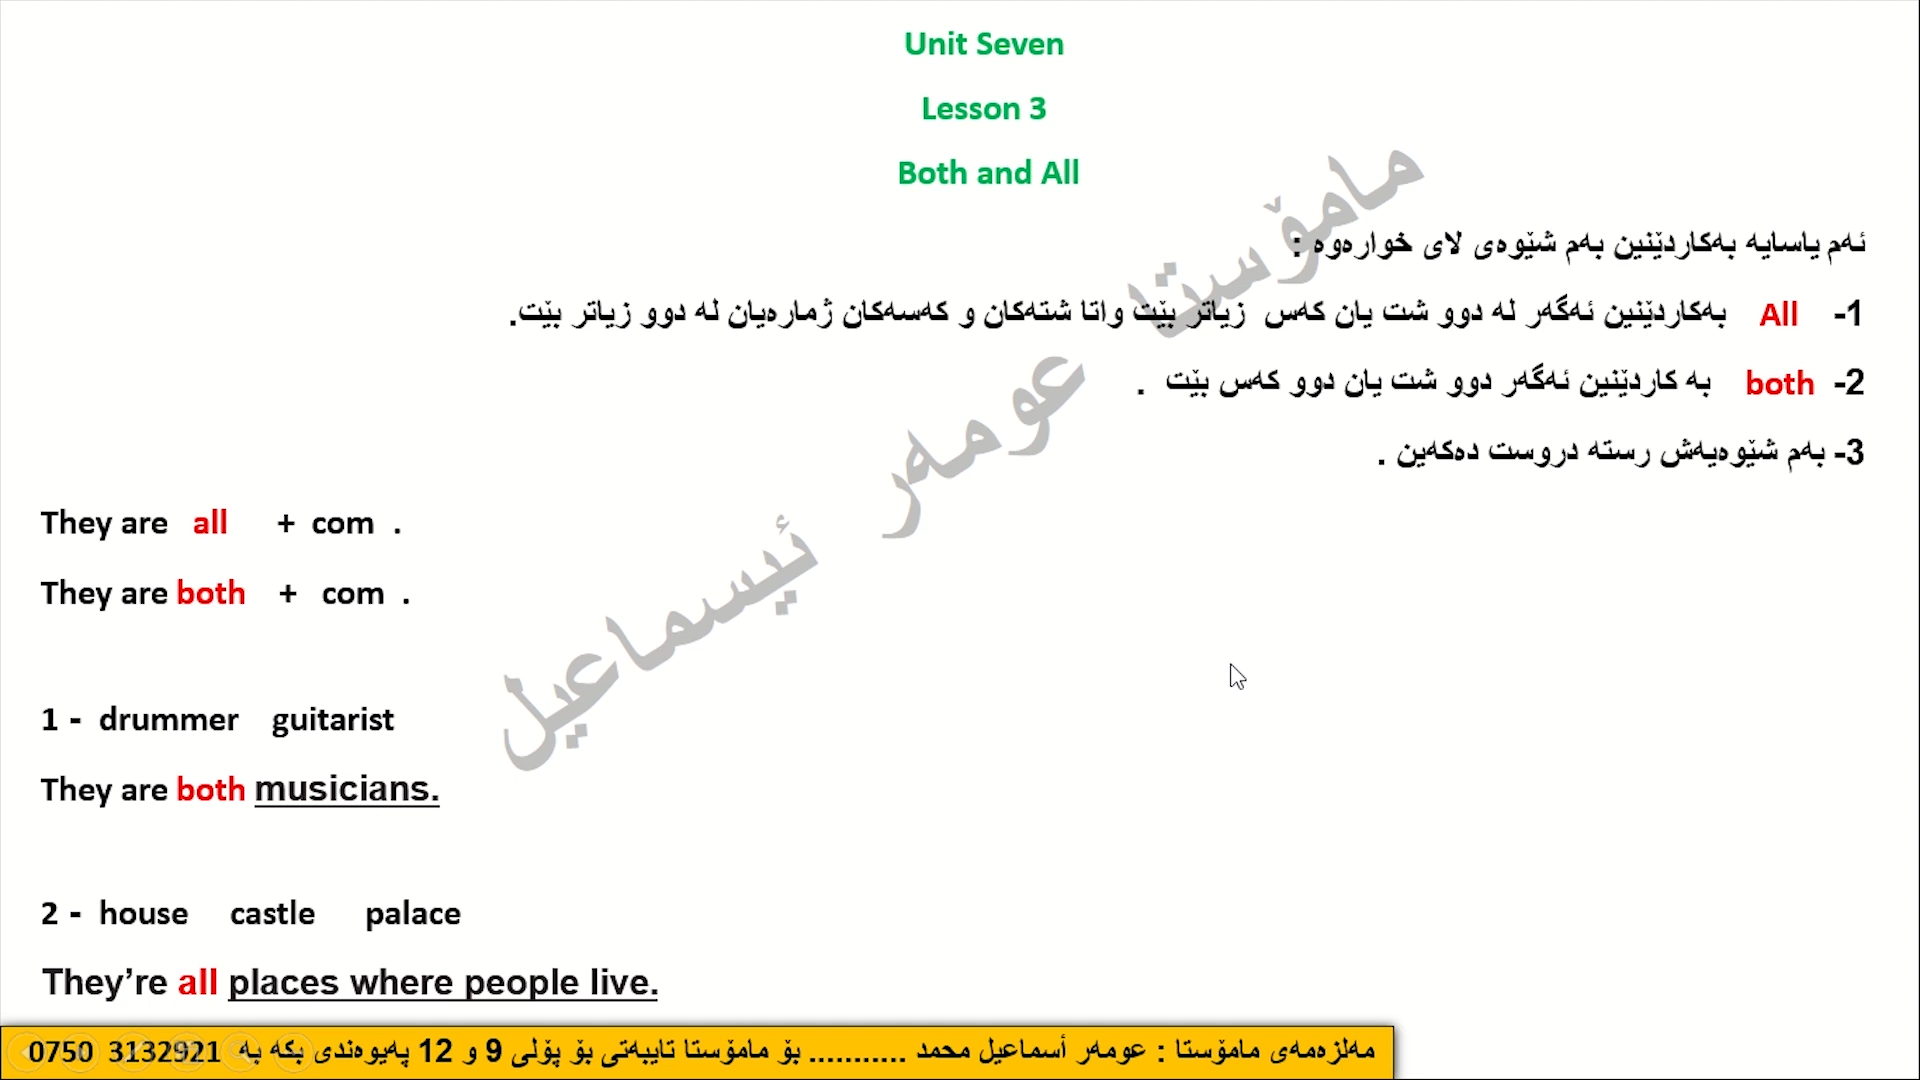 Unit Seven
Lesson 3
Both and All
ئەم یاسایە بەکاردێنین بەم شێوەی لای خوارەوە :
1- All بەکاردێنین ئەگەر لە دوو شت یان کەس زیاتر بێت واتا شتەکان و کەسەکان ژمارەیان لە دوو زیاتر بێت.
2- both بە کاردێنین ئەگەر دوو شت یان دوو کەس بێت .
3- بەم شێوەیەش رستە دروست دەکەین .
They are all + com .
They are both + com .
1 - drummer guitarist
They are both musicians.
2 - house castle palace
They’re all places where people live.
مامۆستا عومەر ئیسماعیل
مەلزەمەی مامۆستا : عومەر أسماعیل محمد ........... بۆ مامۆستا تایبەتی بۆ پۆلی 9 و 12 پەیوەندی بکە بە 3132921 0750